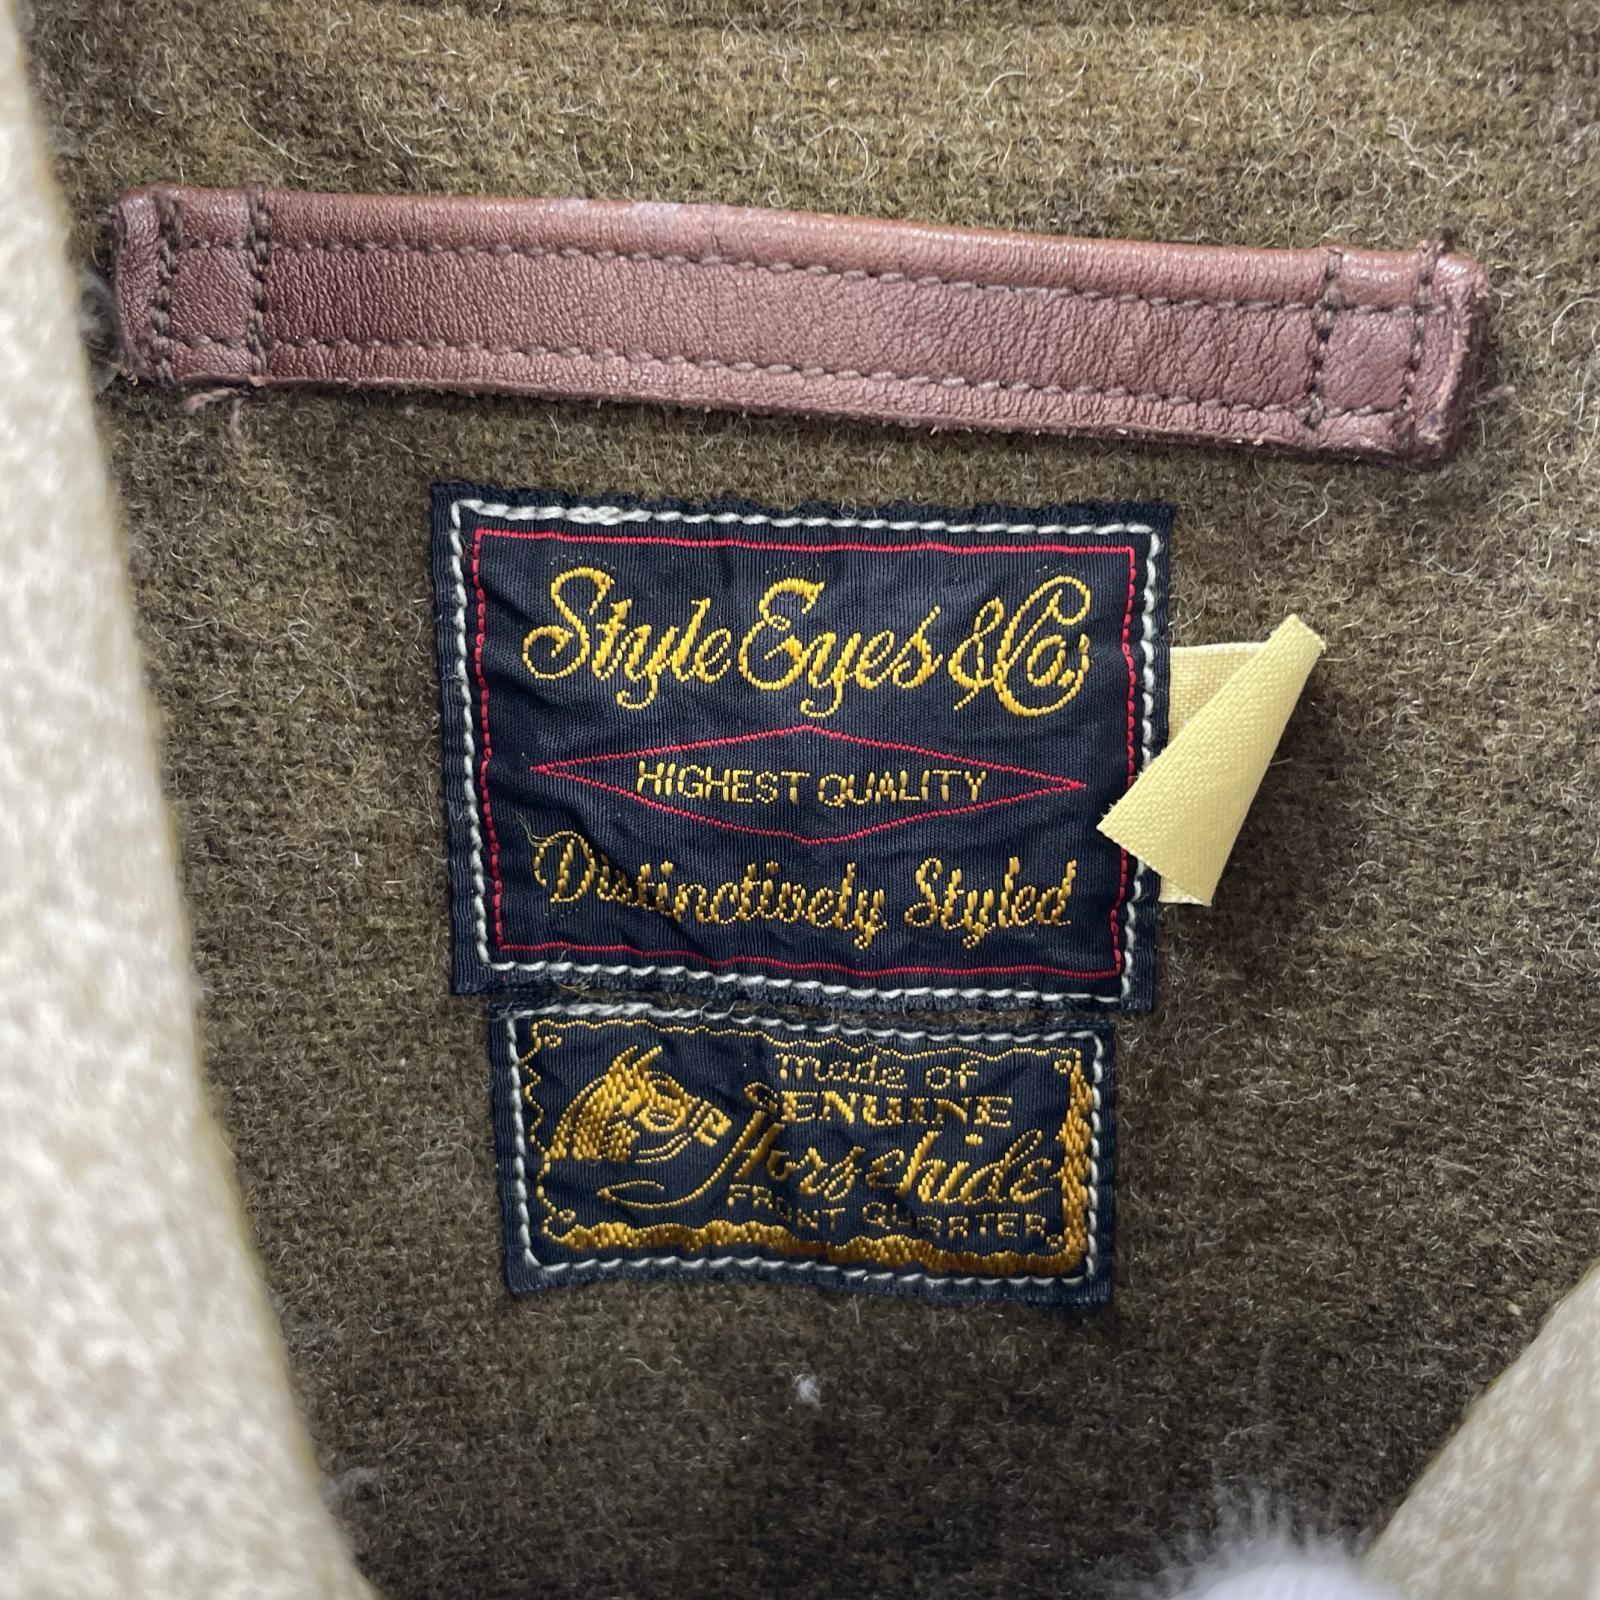 Style Eyes & Co.
HIGHEST QUALITY
Distinctively Styled
Made of
GENUINE
Horsehide
FRONT QUARTER